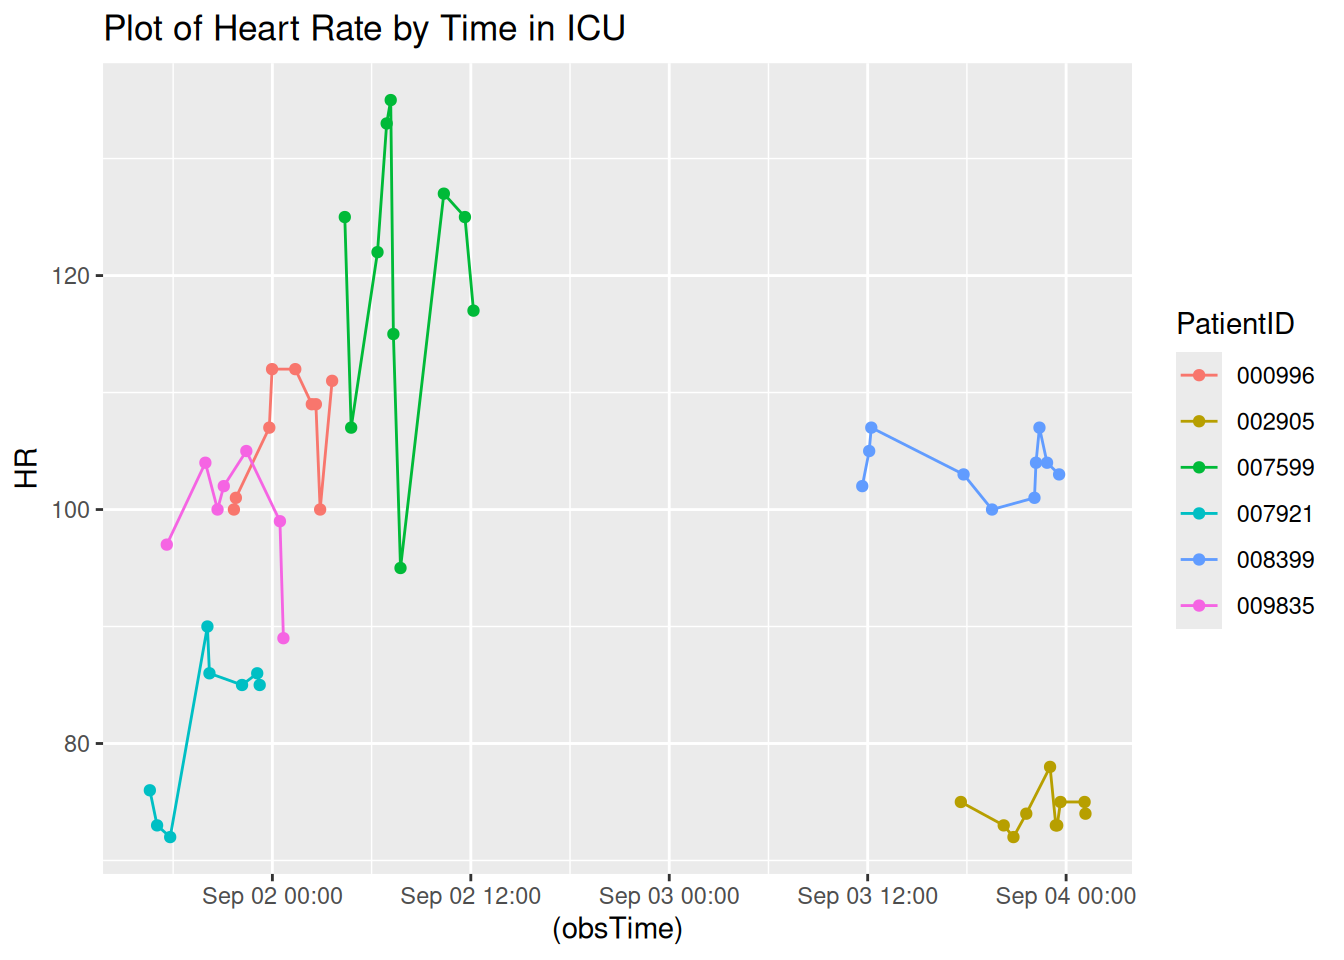 Plot of Heart Rate by Time in ICU
HR
120
100
80
Sep 02 00:00
Sep 02 12:00
Sep 03 00:00
Sep 03 12:00
Sep 04 00:00
(obsTime)
PatientID
000996
002905
007599
007921
008399
009835